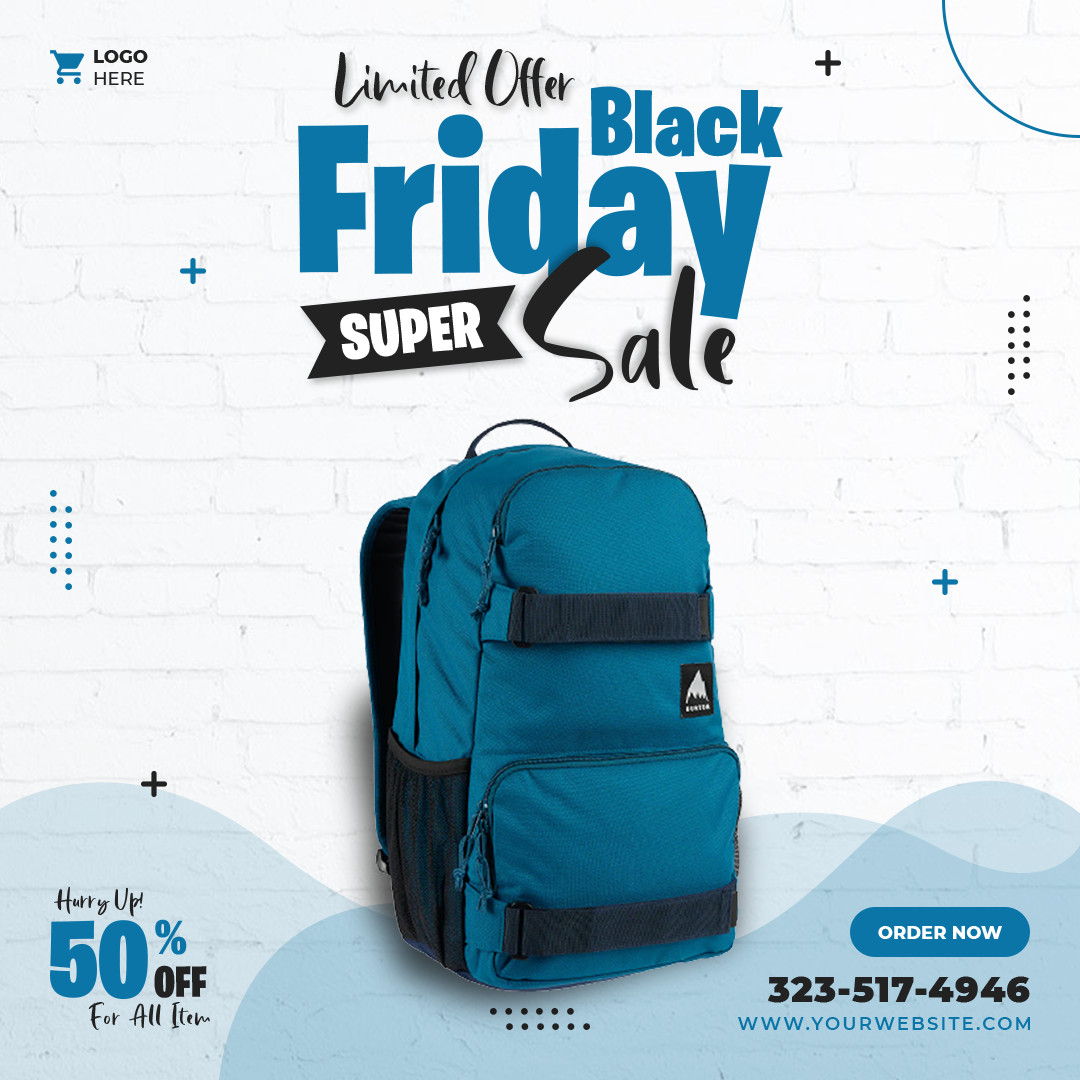 LOGO
HERE
Limited Offer
Black
Friday
SUPER
Sale
BURTON
Hurry Up!
50%
OFF
For All Item
ORDER NOW
323-517-4946
WWW.YOURWEBSITE.COM